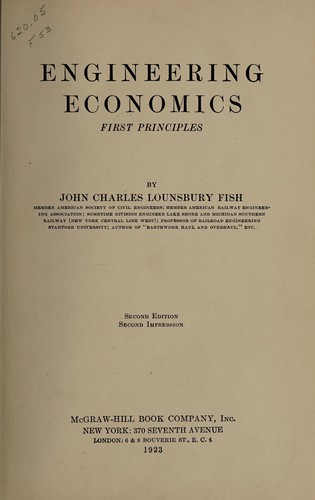 620.05
F53
ENGINEERING
ECONOMICS
FIRST PRINCIPLES
BY
JOHN CHARLES LOUNSBURY FISH
MEMBER AMERICAN SOCIETY OF CIVIL ENGINEERS; MEMBER AMERICAN RAILWAY ENGINEER-
ING ASSOCIATION; SOMETIME DIVISION ENGINEER LAKE SHORE AND MICHIGAN SOUTHERN
RAILWAY (NEW YORK CENTRAL LINE WEST); PROFESSOR OF RAILROAD ENGINEERING
STANFORD UNIVERSITY; AUTHOR OF "EARTHWORK HAUL AND OVERHAUL," ETC.
SECOND EDITION
SECOND IMPRESSION
McGRAW-HILL BOOK COMPANY, INC.
NEW YORK: 370 SEVENTH AVENUE
LONDON: 6 & 8 BOUVERIE ST., E. C. 4
1923